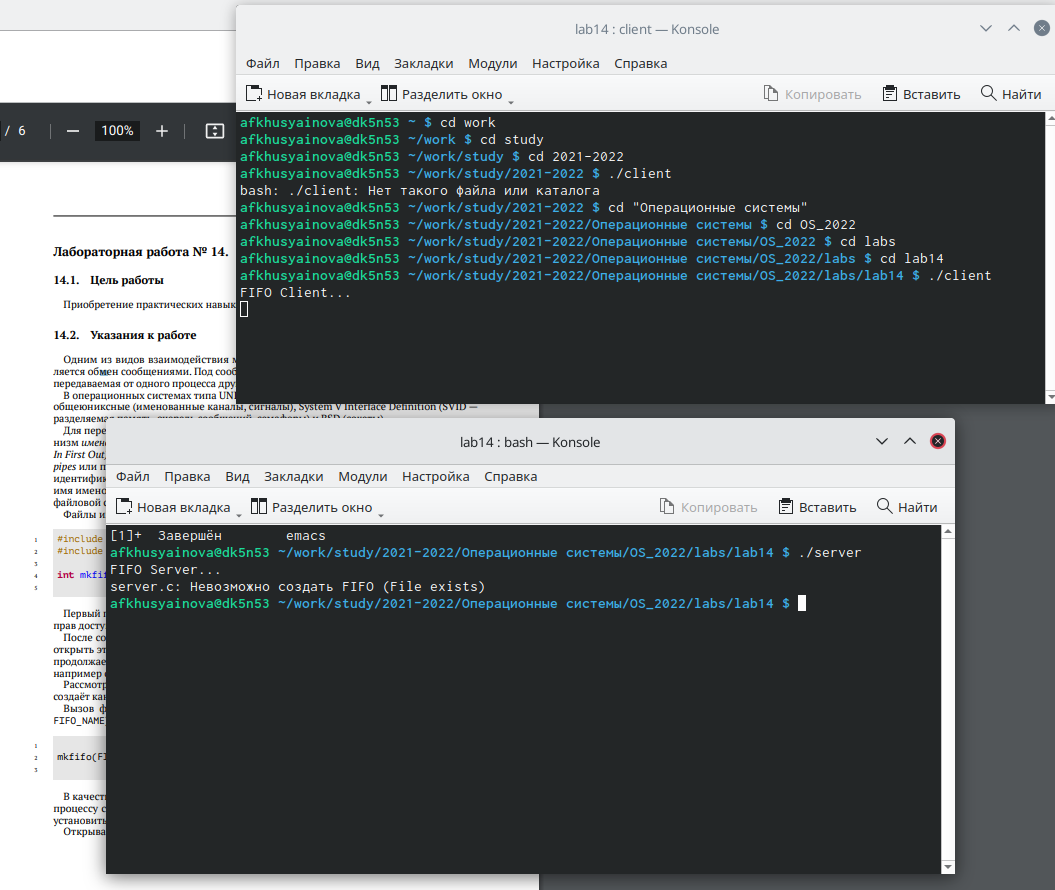 lab14 : client — Konsole
Файл Правка Вид Закладки Модули Настройка Справка
Новая вкладка Разделить окно Копировать Вставить Найти
afkhusyainova@dk5n53 ~ $ cd work
afkhusyainova@dk5n53 ~/work $ cd study
afkhusyainova@dk5n53 ~/work/study $ cd 2021-2022
afkhusyainova@dk5n53 ~/work/study/2021-2022 $ ./client
bash: ./client: Нет такого файла или каталога
afkhusyainova@dk5n53 ~/work/study/2021-2022 $ cd "Операционные системы"
afkhusyainova@dk5n53 ~/work/study/2021-2022/Операционные системы $ cd OS_2022
afkhusyainova@dk5n53 ~/work/study/2021-2022/Операционные системы/OS_2022 $ cd labs
afkhusyainova@dk5n53 ~/work/study/2021-2022/Операционные системы/OS_2022/labs $ cd lab14
afkhusyainova@dk5n53 ~/work/study/2021-2022/Операционные системы/OS_2022/labs/lab14 $ ./client
FIFO Client...
/ 6 — 100% +
Лабораторная работа № 14.
14.1. Цель работы
Приобретение практических навык
14.2. Указания к работе
Одним из видов взаимодействия м
ляется обмен сообщениями. Под сооб
передаваемая от одного процесса дру
В операционных системах типа UNI
общеюниксные (именованные каналы, сигналы), System V Interface Definition (SVID —
Для пере
низм имен
In First Out,
pipes или п
идентифик
имя имено
файловой с
Файлы и
1 #include
2 #include
3
4 int mkfif
5
Первый п
прав досту
После со
открыть эт
продолжае
например
Рассмотр
создаёт кан
Вызов ф
FIFO_NAME
1
2 mkfifo(FI
3
В качест
процессу с
установить
Открыва
lab14 : bash — Konsole
Файл Правка Вид Закладки Модули Настройка Справка
Новая вкладка Разделить окно Копировать Вставить Найти
[1]+ Завершён emacs
afkhusyainova@dk5n53 ~/work/study/2021-2022/Операционные системы/OS_2022/labs/lab14 $ ./server
FIFO Server...
server.c: Невозможно создать FIFO (File exists)
afkhusyainova@dk5n53 ~/work/study/2021-2022/Операционные системы/OS_2022/labs/lab14 $